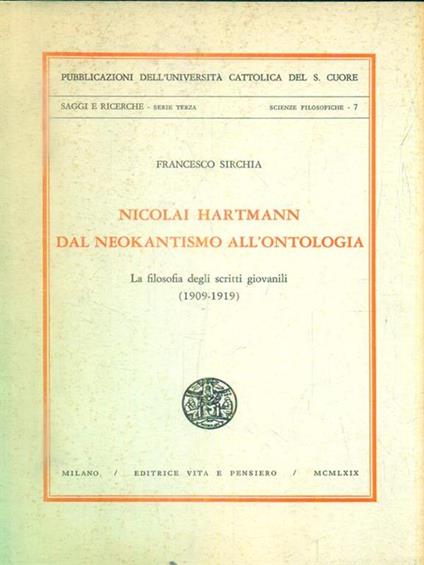 PUBBLICAZIONI DELL'UNIVERSITÀ CATTOLICA DEL S. CUORE
SAGGI E RICERCHE - SERIE TERZA SCIENZE FILOSOFICHE - 7
FRANCESCO SIRCHIA
NICOLAI HARTMANN
DAL NEOKANTISMO ALL'ONTOLOGIA
La filosofia degli scritti giovanili
(1909-1919)
MILANO / EDITRICE VITA E PENSIERO / MCMLXIX